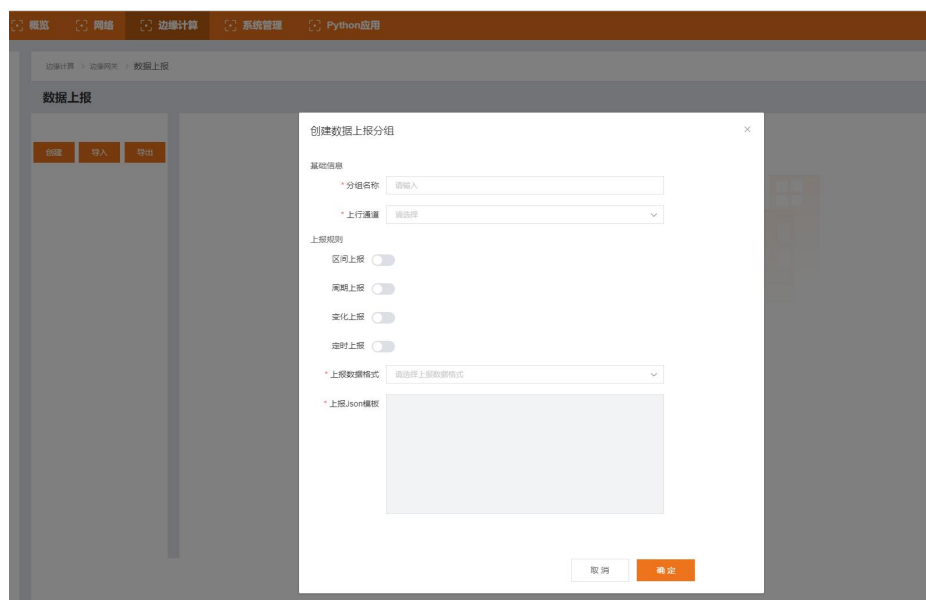 概览 网络 边缘计算 系统管理 Python应用
边缘计算 / 边缘网关 / 数据上报
数据上报
创建 导入 导出
创建数据上报分组 ×
基础信息
* 分组名称 请输入
* 上行通道 请选择
上报规则
区间上报
周期上报
变化上报
定时上报
* 上报数据格式 请选择上报数据格式
* 上报Json模板
取消 确定